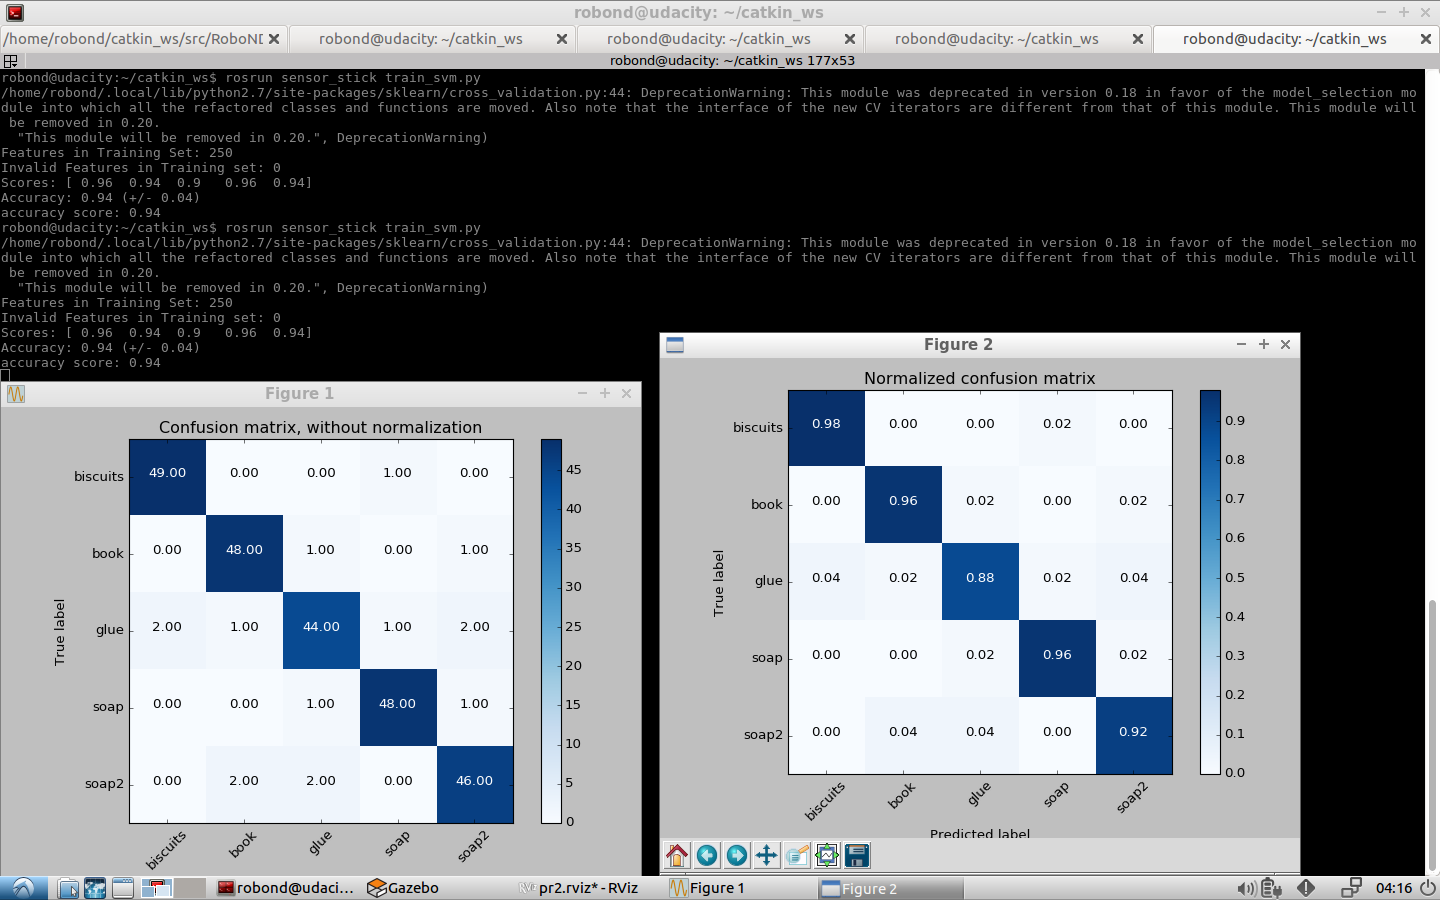 robond@udacity: ~/catkin_ws
/home/robond/catkin_ws/src/RoboND
robond@udacity: ~/catkin_ws
robond@udacity: ~/catkin_ws
robond@udacity: ~/catkin_ws
robond@udacity: ~/catkin_ws
robond@udacity: ~/catkin_ws 177x53
robond@udacity:~/catkin_ws$ rosrun sensor_stick train_svm.py
/home/robond/.local/lib/python2.7/site-packages/sklearn/cross_validation.py:44: DeprecationWarning: This module was deprecated in version 0.18 in favor of the model_selection mo
dule into which all the refactored classes and functions are moved. Also note that the interface of the new CV iterators are different from that of this module. This module will
be removed in 0.20.
"This module will be removed in 0.20.", DeprecationWarning)
Features in Training Set: 250
Invalid Features in Training set: 0
Scores: [ 0.96  0.94  0.9   0.96  0.94]
Accuracy: 0.94 (+/- 0.04)
accuracy score: 0.94
robond@udacity:~/catkin_ws$ rosrun sensor_stick train_svm.py
/home/robond/.local/lib/python2.7/site-packages/sklearn/cross_validation.py:44: DeprecationWarning: This module was deprecated in version 0.18 in favor of the model_selection mo
dule into which all the refactored classes and functions are moved. Also note that the interface of the new CV iterators are different from that of this module. This module will
be removed in 0.20.
"This module will be removed in 0.20.", DeprecationWarning)
Features in Training Set: 250
Invalid Features in Training set: 0
Scores: [ 0.96  0.94  0.9   0.96  0.94]
Accuracy: 0.94 (+/- 0.04)
accuracy score: 0.94
Figure 1
Confusion matrix, without normalization
True label
biscuits 49.00 0.00 0.00 1.00 0.00
book 0.00 48.00 1.00 0.00 1.00
glue 2.00 1.00 44.00 1.00 2.00
soap 0.00 0.00 1.00 48.00 1.00
soap2 0.00 2.00 2.00 0.00 46.00
biscuits book glue soap soap2
45
40
35
30
25
20
15
10
5
0
Figure 2
Normalized confusion matrix
True label
biscuits 0.98 0.00 0.00 0.02 0.00
book 0.00 0.96 0.02 0.00 0.02
glue 0.04 0.02 0.88 0.02 0.04
soap 0.00 0.00 0.02 0.96 0.02
soap2 0.00 0.04 0.04 0.00 0.92
biscuits book glue soap soap2
Predicted label
0.9
0.8
0.7
0.6
0.5
0.4
0.3
0.2
0.1
0.0
robond@udaci...
Gazebo
pr2.rviz* - RViz
Figure 1
Figure 2
04:16